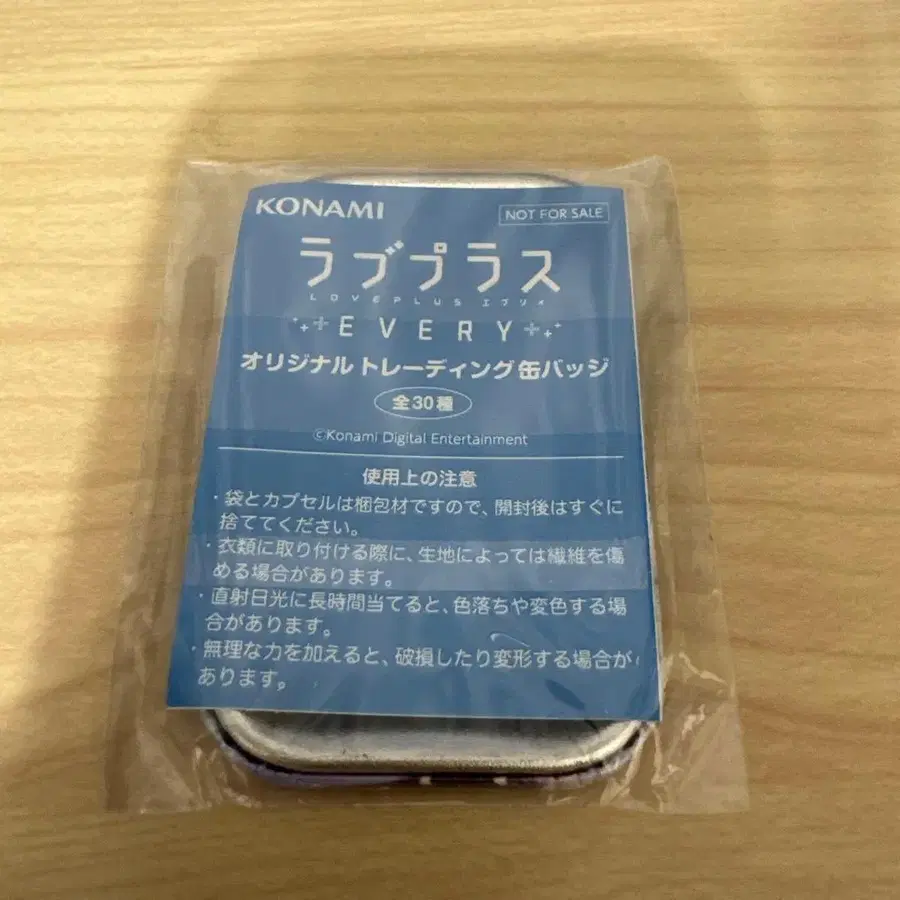 KONAMI
NOT FOR SALE
ラブプラス
LOVEPLUS エブリィ
EVERY
オリジナル トレーディング缶バッジ
全30種
©Konami Digital Entertainment
使用上の注意
・袋とカプセルは梱包材ですので、開封後はすぐに
捨ててください。
・衣類に取り付ける際に、生地によっては繊維を傷
める場合があります。
・直射日光に長時間当てると、色落ちや変色する場
合があります。
・無理な力を加えると、破損したり変形する場合が
あります。